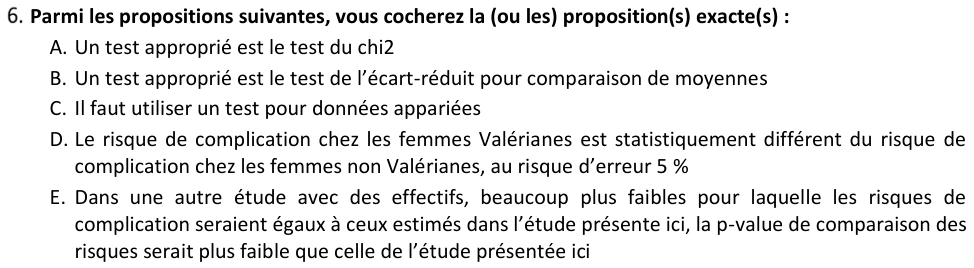 6. Parmi les propositions suivantes, vous cocherez la (ou les) proposition(s) exacte(s) :
A. Un test approprié est le test du chi2
B. Un test approprié est le test de l'écart-réduit pour comparaison de moyennes
C. Il faut utiliser un test pour données appariées
D. Le risque de complication chez les femmes Valérianes est statistiquement différent du risque de
complication chez les femmes non Valérianes, au risque d'erreur 5 %
E. Dans une autre étude avec des effectifs, beaucoup plus faibles pour laquelle les risques de
complication seraient égaux à ceux estimés dans l'étude présente ici, la p-value de comparaison des
risques serait plus faible que celle de l'étude présentée ici